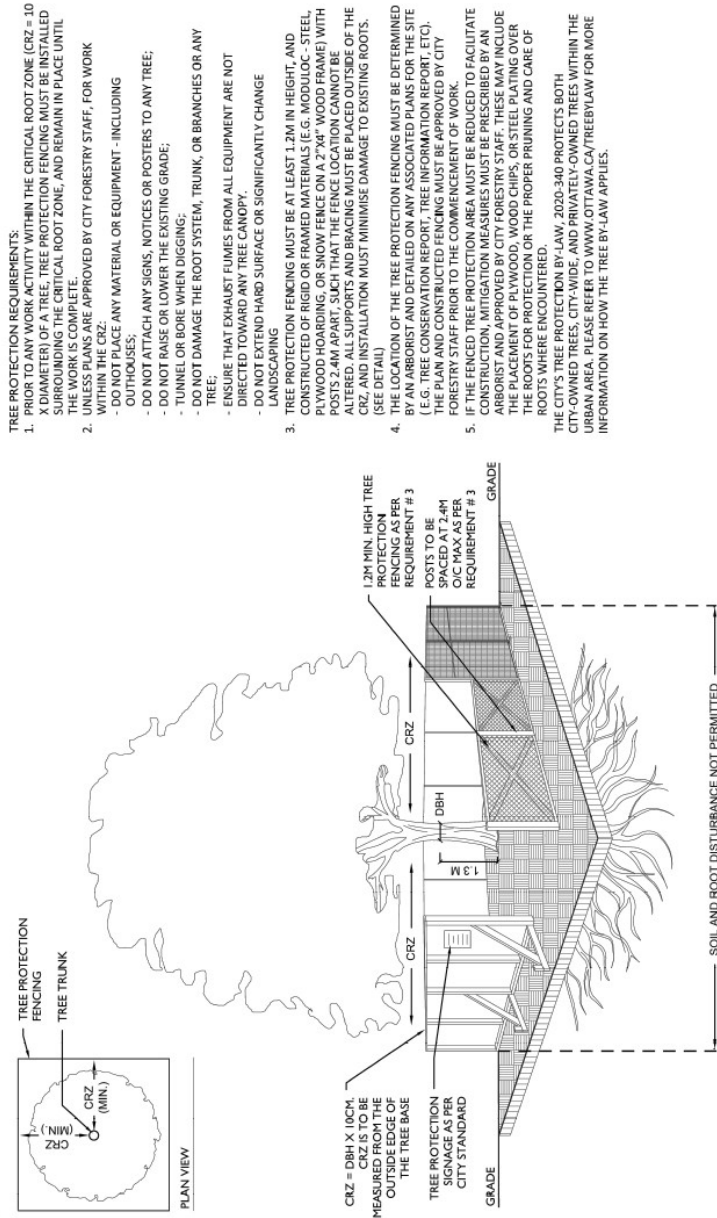 TREE PROTECTION REQUIREMENTS:
1. PRIOR TO ANY WORK ACTIVITY WITHIN THE CRITICAL ROOT ZONE (CRZ = 10
X DIAMETER) OF A TREE, TREE PROTECTION FENCING MUST BE INSTALLED
SURROUNDING THE CRITICAL ROOT ZONE, AND REMAIN IN PLACE UNTIL
THE WORK IS COMPLETE.
2. UNLESS PLANS ARE APPROVED BY CITY FORESTRY STAFF, FOR WORK
WITHIN THE CRZ:
- DO NOT PLACE ANY MATERIAL OR EQUIPMENT - INCLUDING
OUTHOUSES;
- DO NOT ATTACH ANY SIGNS, NOTICES OR POSTERS TO ANY TREE;
- DO NOT RAISE OR LOWER THE EXISTING GRADE;
- TUNNEL OR BORE WHEN DIGGING;
- DO NOT DAMAGE THE ROOT SYSTEM, TRUNK, OR BRANCHES OR ANY
TREE;
- ENSURE THAT EXHAUST FUMES FROM ALL EQUIPMENT ARE NOT
DIRECTED TOWARD ANY TREE CANOPY.
- DO NOT EXTEND HARD SURFACE OR SIGNIFICANTLY CHANGE
LANDSCAPING
3. TREE PROTECTION FENCING MUST BE AT LEAST 1.2M IN HEIGHT, AND
CONSTRUCTED OF RIGID OR FRAMED MATERIALS (E.G. MODULOC - STEEL,
PLYWOOD HOARDING, OR SNOW FENCE ON A 2"X4" WOOD FRAME) WITH
POSTS 2.4M APART, SUCH THAT THE FENCE LOCATION CANNOT BE
ALTERED. ALL SUPPORTS AND BRACING MUST BE PLACED OUTSIDE OF THE
CRZ, AND INSTALLATION MUST MINIMISE DAMAGE TO EXISTING ROOTS.
(SEE DETAIL)
4. THE LOCATION OF THE TREE PROTECTION FENCING MUST BE DETERMINED
BY AN ARBORIST AND DETAILED ON ANY ASSOCIATED PLANS FOR THE SITE
( E.G. TREE CONSERVATION REPORT, TREE INFORMATION REPORT, ETC).
THE PLAN AND CONSTRUCTED FENCING MUST BE APPROVED BY CITY
FORESTRY STAFF PRIOR TO THE COMMENCEMENT OF WORK.
5. IF THE FENCED TREE PROTECTION AREA MUST BE REDUCED TO FACILITATE
CONSTRUCTION, MITIGATION MEASURES MUST BE PRESCRIBED BY AN
ARBORIST AND APPROVED BY CITY FORESTRY STAFF. THESE MAY INCLUDE
THE PLACEMENT OF PLYWOOD, WOOD CHIPS, OR STEEL PLATING OVER
THE ROOTS FOR PROTECTION OR THE PROPER PRUNING AND CARE OF
ROOTS WHERE ENCOUNTERED.
THE CITY'S TREE PROTECTION BY-LAW, 2020-340 PROTECTS BOTH
CITY-OWNED TREES, CITY-WIDE, AND PRIVATELY-OWNED TREES WITHIN THE
URBAN AREA. PLEASE REFER TO WWW.OTTAWA.CA/TREEBYLAW FOR MORE
INFORMATION ON HOW THE TREE BY-LAW APPLIES.
TREE PROTECTION
FENCING
TREE TRUNK
CRZ
(MIN.)
CRZ
(MIN.)
PLAN VIEW
CRZ = DBH X 10CM.
CRZ IS TO BE
MEASURED FROM THE
OUTSIDE EDGE OF
THE TREE BASE
TREE PROTECTION
SIGNAGE AS PER
CITY STANDARD
GRADE
CRZ
CRZ
DBH
1.3 M
1.2M MIN. HIGH TREE
PROTECTION
FENCING AS PER
REQUIREMENT # 3
POSTS TO BE
SPACED AT 2.4M
O/C MAX AS PER
REQUIREMENT # 3
GRADE
SOIL AND ROOT DISTURBANCE NOT PERMITTED